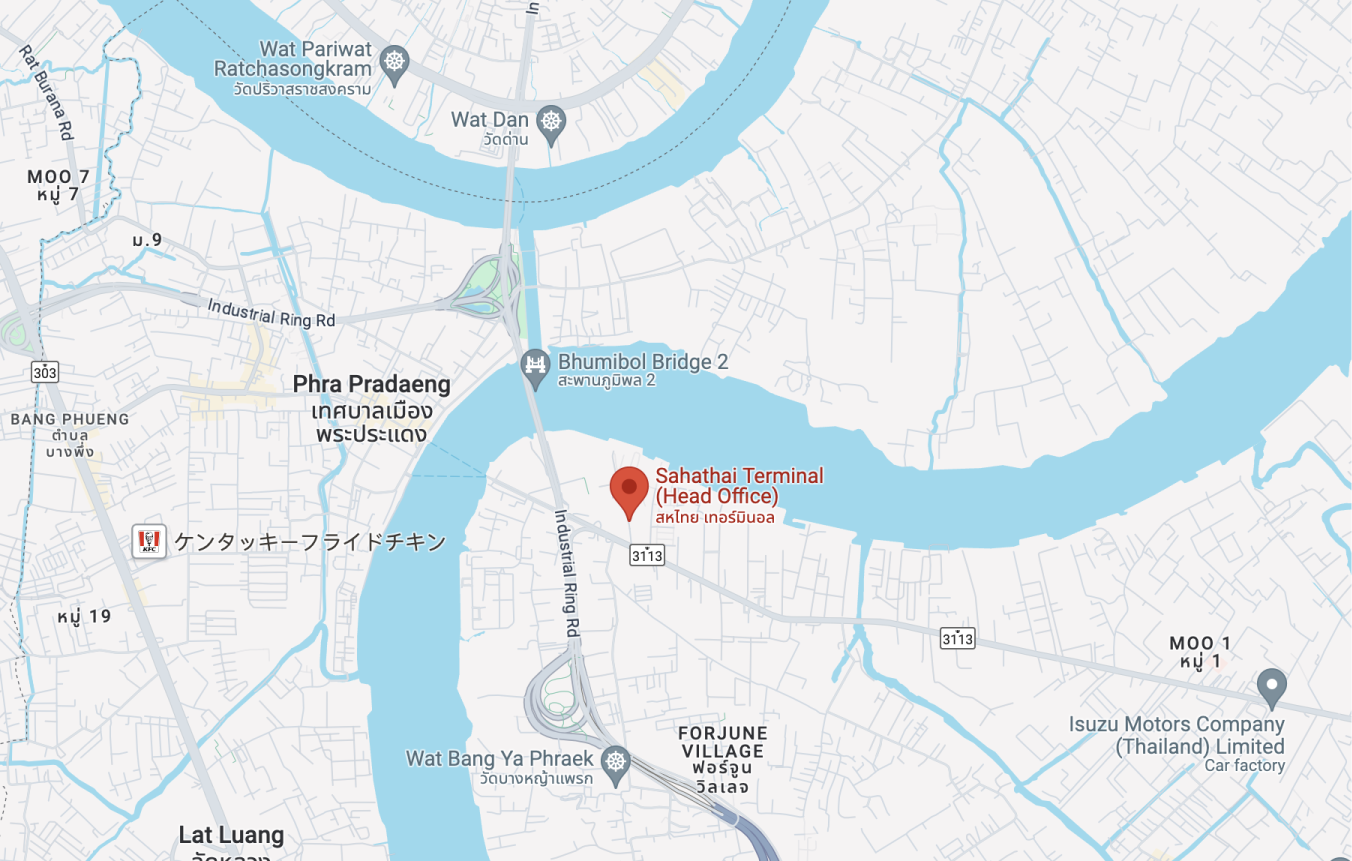 In
Wat Pariwat
Ratchasongkram
วัดปริวาสราชสงคราม
Rat Burana Rd
Wat Dan
วัดด่าน
MOO 7
หมู่ 7
ม.9
Industrial Ring Rd
303
Bhumibol Bridge 2
สะพานภูมิพล 2
Phra Pradaeng
เทศบาลเมือง
พระประแดง
BANG PHUENG
ตำบล
บางพึ่ง
Sahathai Terminal
(Head Office)
สหไทย เทอร์มินอล
KFC
ケンタッキーフライドチキン
3113
Industrial Ring Rd
หมู่ 19
3113
MOO 1
หมู่ 1
Isuzu Motors Company
(Thailand) Limited
Car factory
FORJUNE
VILLAGE
ฟอร์จูน
วิลเลจ
Wat Bang Ya Phraek
วัดบางหญ้าแพรก
Lat Luang